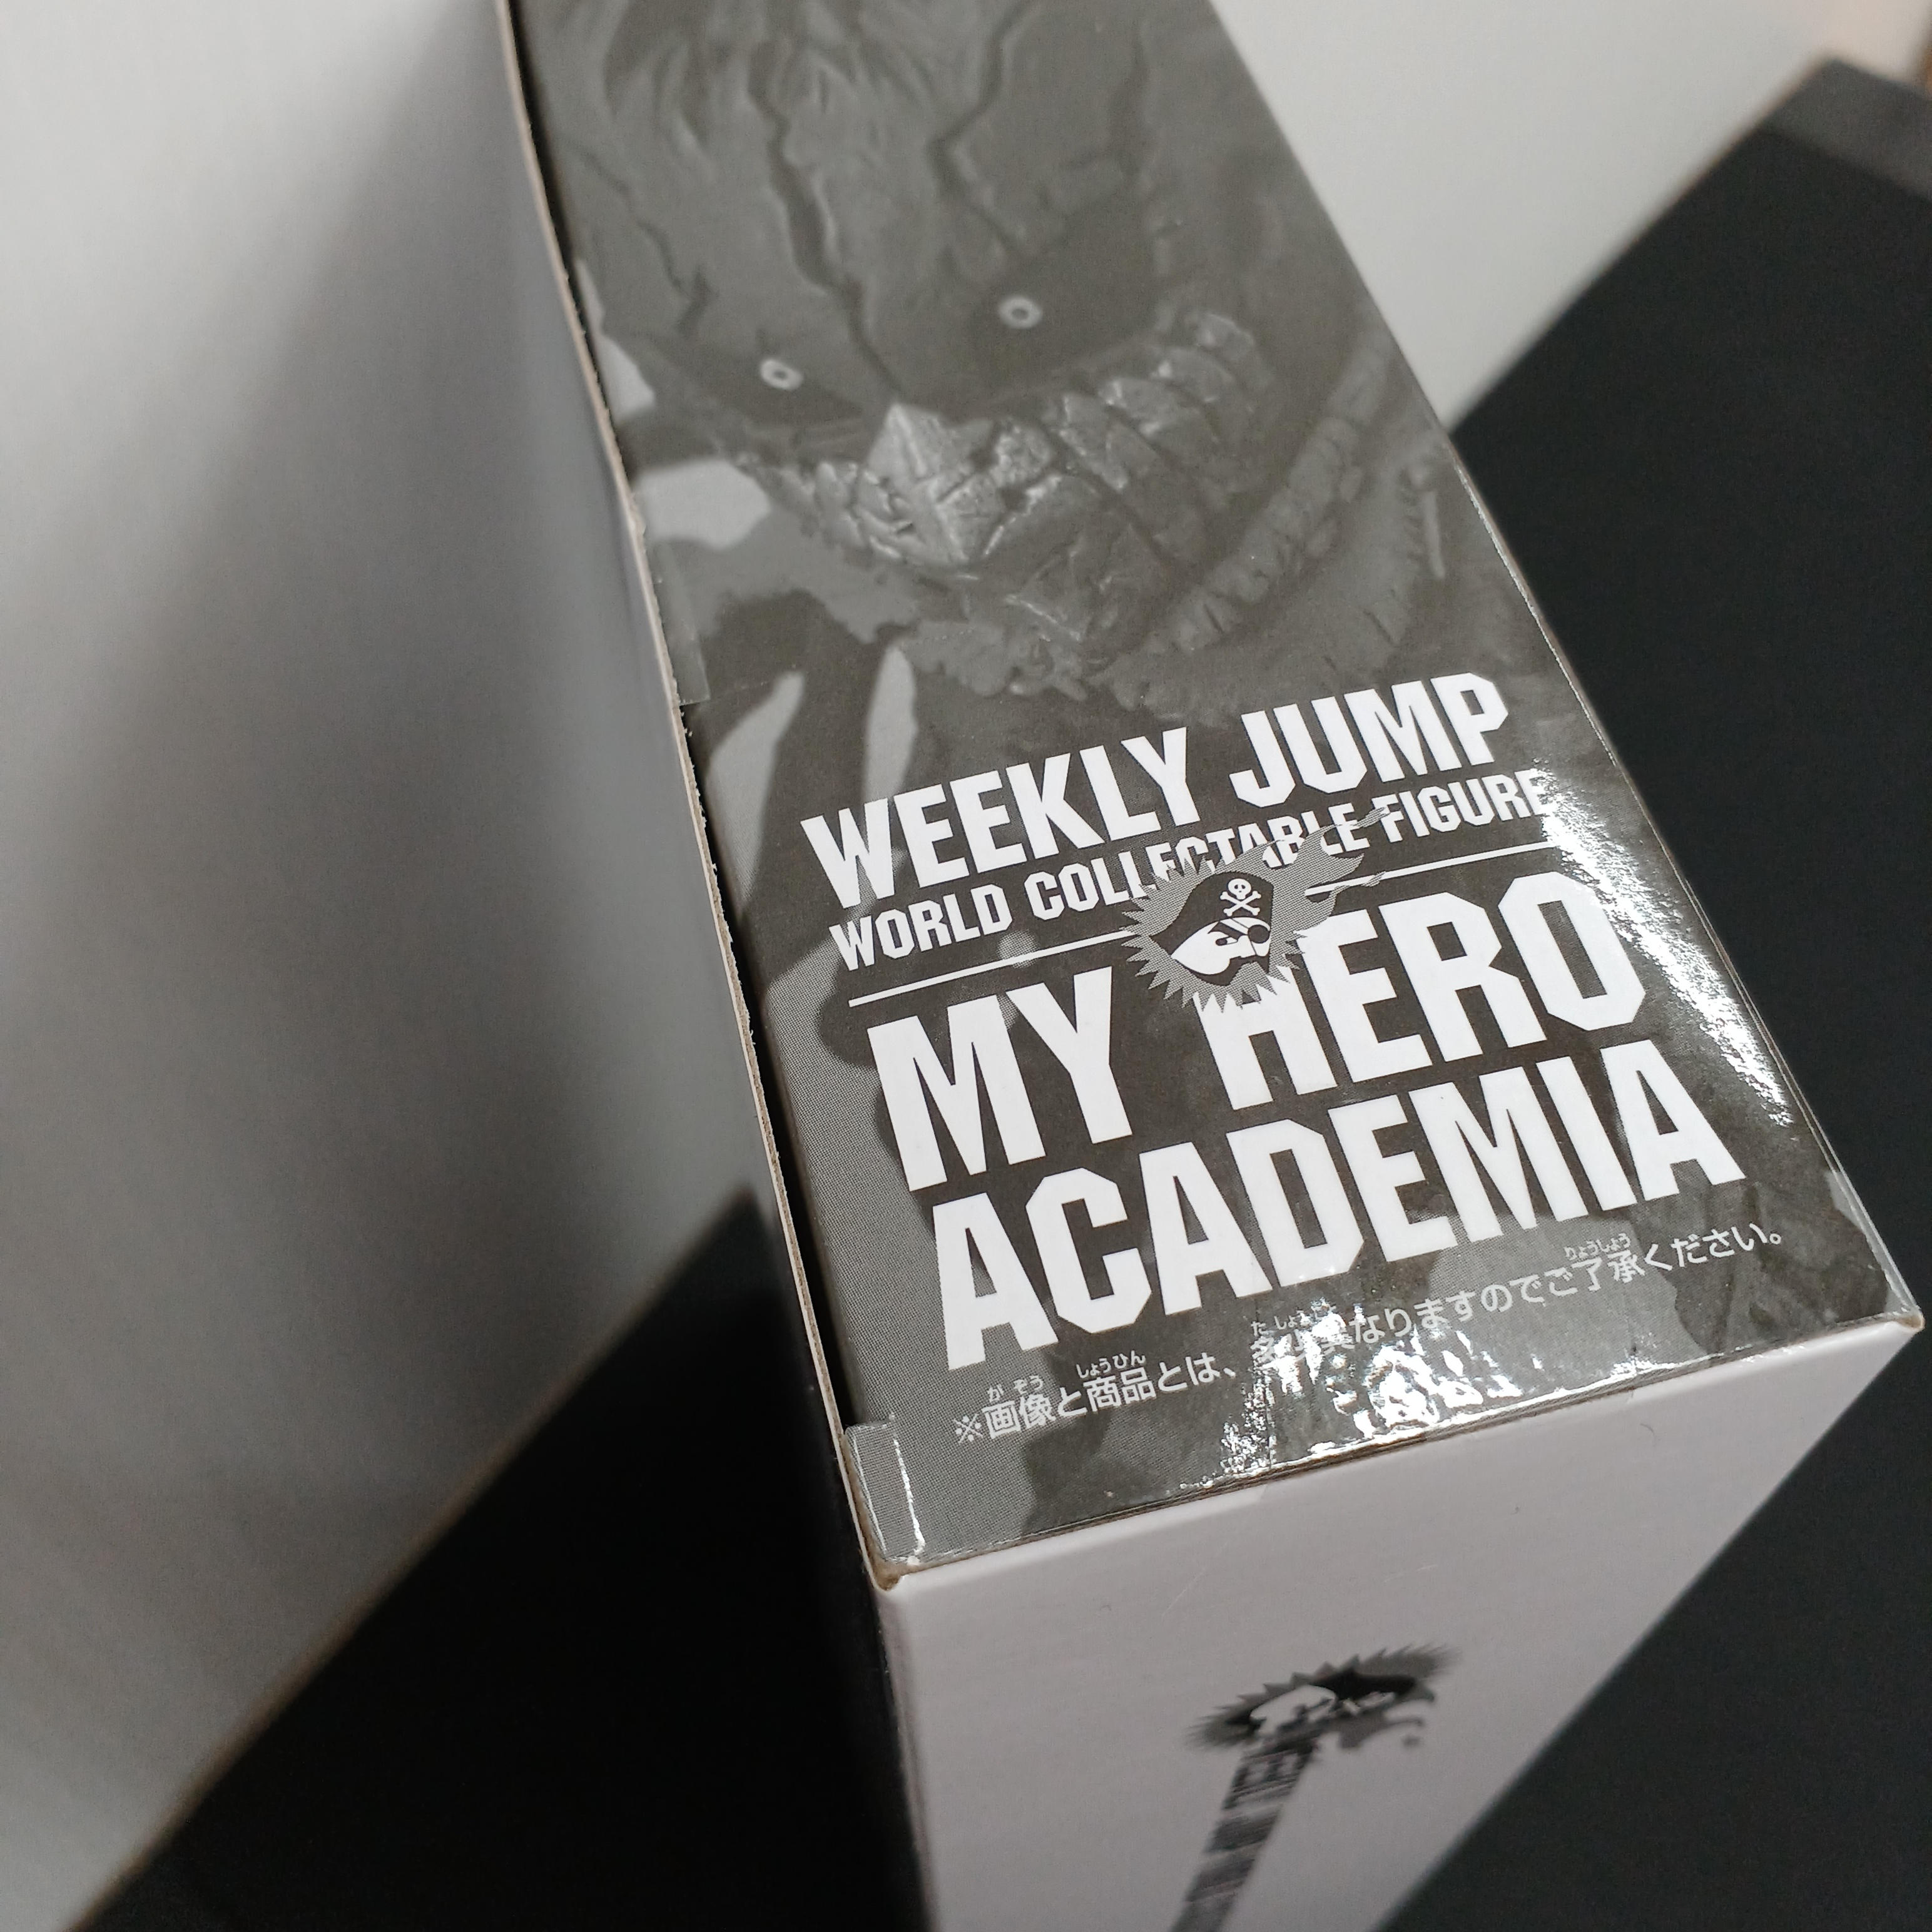 WEEKLY JUMP
WORLD COLLECTABLE FIGURE
MY HERO
ACADEMIA
※画像と商品とは、多少異なりますのでご了承ください。